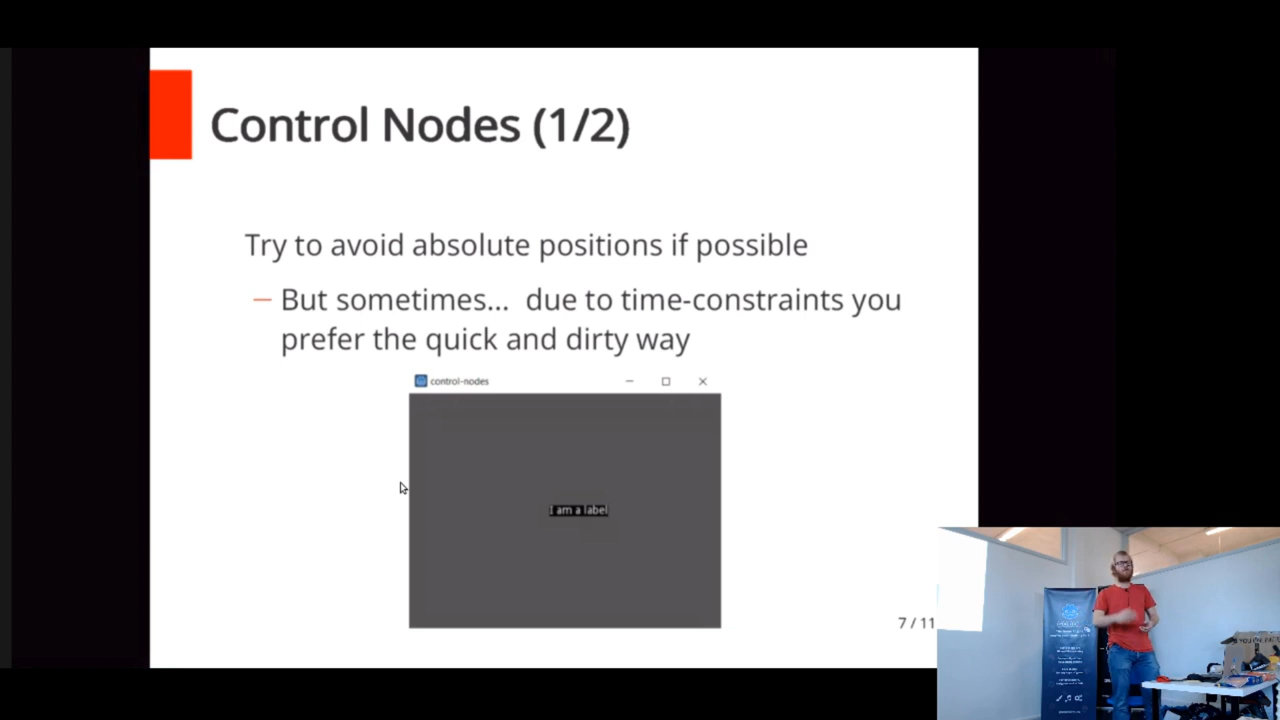 Control Nodes (1/2)
Try to avoid absolute positions if possible
— But sometimes... due to time-constraints you
prefer the quick and dirty way
control-nodes
I am a label
7 / 11